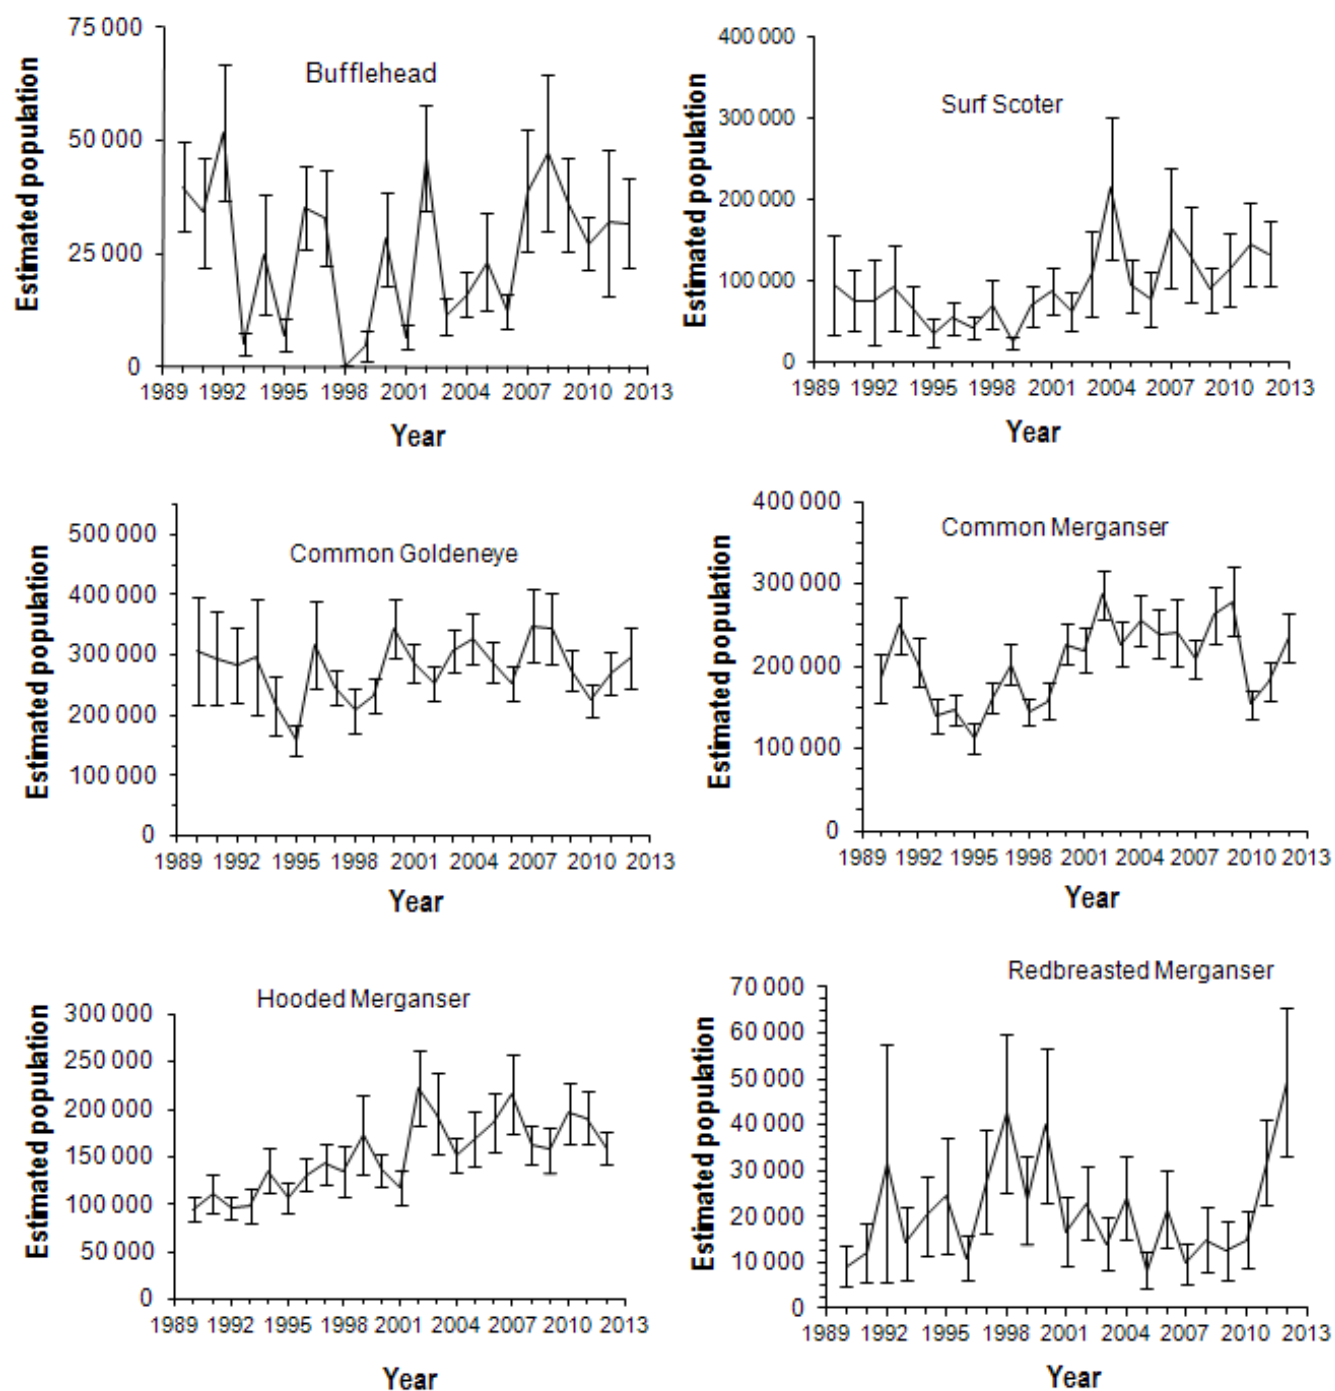 Bufflehead
Estimated population
75 000
50 000
25 000
0
1989 1992 1995 1998 2001 2004 2007 2010 2013
Year
Surf Scoter
Estimated population
400 000
300 000
200 000
100 000
0
1989 1992 1995 1998 2001 2004 2007 2010 2013
Year
Common Goldeneye
Estimated population
500 000
400 000
300 000
200 000
100 000
0
1989 1992 1995 1998 2001 2004 2007 2010 2013
Year
Common Merganser
Estimated population
400 000
300 000
200 000
100 000
0
1989 1992 1995 1998 2001 2004 2007 2010 2013
Year
Hooded Merganser
Estimated population
300 000
250 000
200 000
150 000
100 000
50 000
0
1989 1992 1995 1998 2001 2004 2007 2010 2013
Year
Redbreasted Merganser
Estimated population
70 000
60 000
50 000
40 000
30 000
20 000
10 000
0
1989 1992 1995 1998 2001 2004 2007 2010 2013
Year